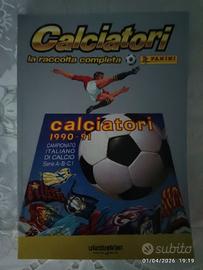 Calciatori
la raccolta completa
PANINI
calciatori
1990-91
CAMPIONATO
ITALIANO
DI CALCIO
Serie A-B-C1
subito
01/04/2026 19:19